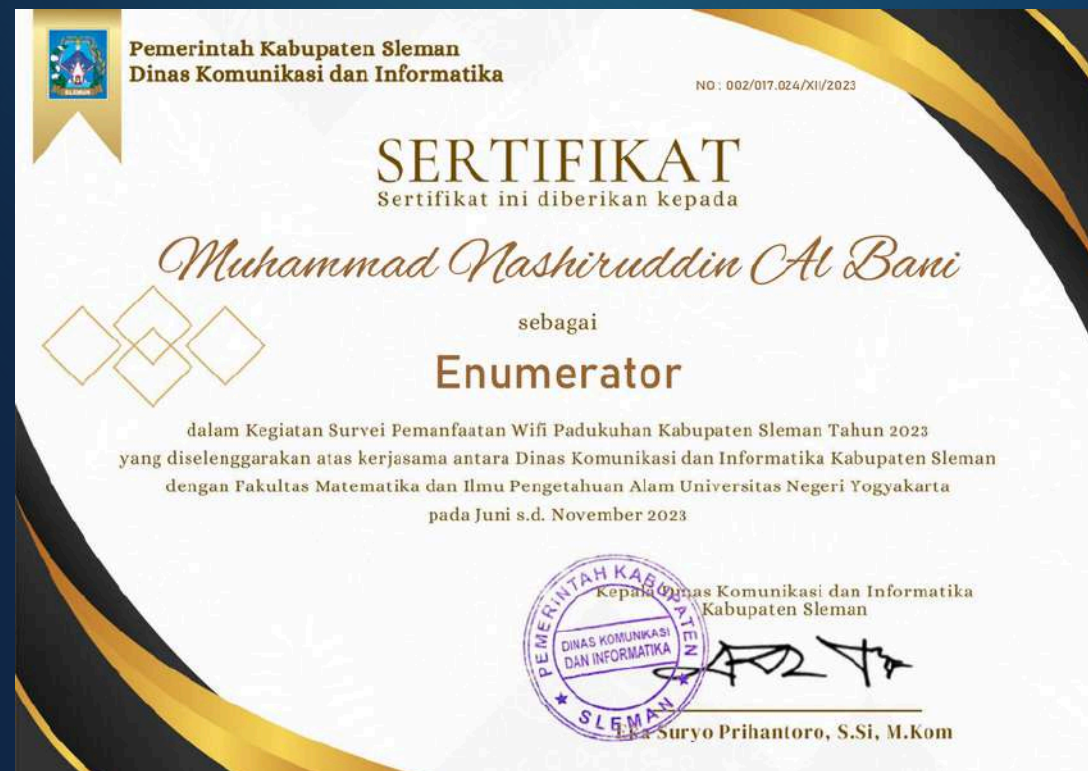 Pemerintah Kabupaten Sleman
Dinas Komunikasi dan Informatika
NO : 002/017.024/XII/2023
SLEMAN
SERTIFIKAT
Sertifikat ini diberikan kepada
Muhammad Nashiruddin Al Bani
sebagai
Enumerator
dalam Kegiatan Survei Pemanfaatan Wifi Padukuhan Kabupaten Sleman Tahun 2023
yang diselenggarakan atas kerjasama antara Dinas Komunikasi dan Informatika Kabupaten Sleman
dengan Fakultas Matematika dan Ilmu Pengetahuan Alam Universitas Negeri Yogyakarta
pada Juni s.d. November 2023
Kepala Dinas Komunikasi dan Informatika
Kabupaten Sleman
PEMERINTAH KABUPATEN
DINAS KOMUNIKASI
DAN INFORMATIKA
SLEMAN
Eka Suryo Prihantoro, S.Si, M.Kom